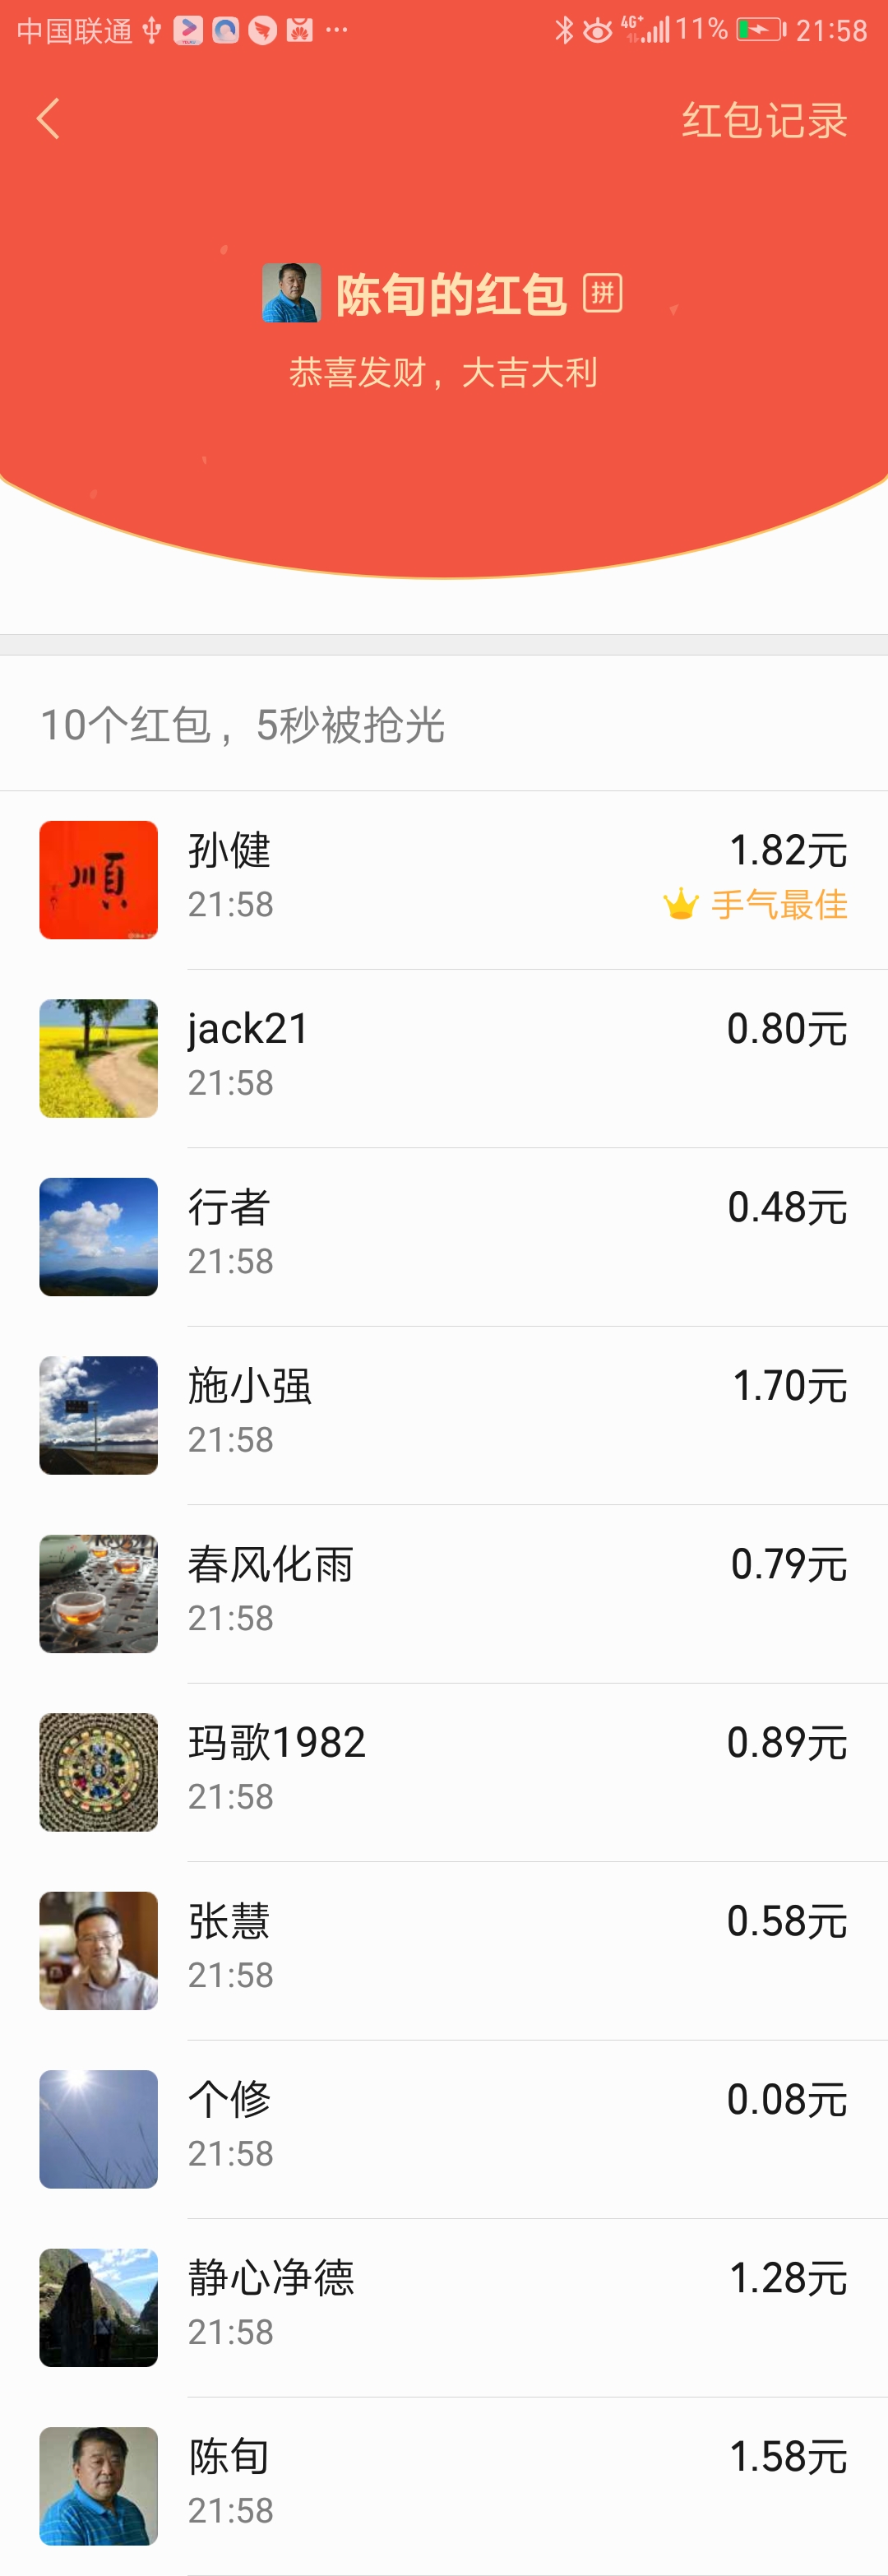 中国联通 4G+ 11% 21:58
红包记录
陈旬的红包 拼
恭喜发财，大吉大利
10个红包，5秒被抢光
順
孙健 1.82元
21:58 手气最佳
jack21 0.80元
21:58
行者 0.48元
21:58
施小强 1.70元
21:58
春风化雨 0.79元
21:58
玛歌1982 0.89元
21:58
张慧 0.58元
21:58
个修 0.08元
21:58
静心净德 1.28元
21:58
陈旬 1.58元
21:58